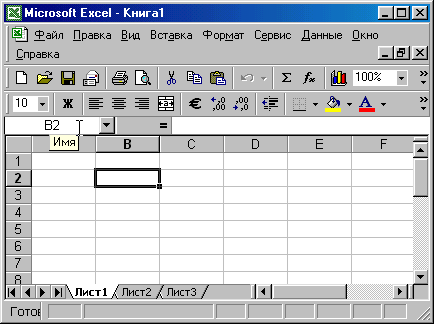 Microsoft Excel - Книга1
Файл Правка Вид Вставка Формат Сервис Данные Окно
Справка
Σ fx 100%
10 Ж € ,00
B2 =
Имя
B C D E F
1
2
3
4
5
6
7
8
Лист1 Лист2 Лист3
Готов